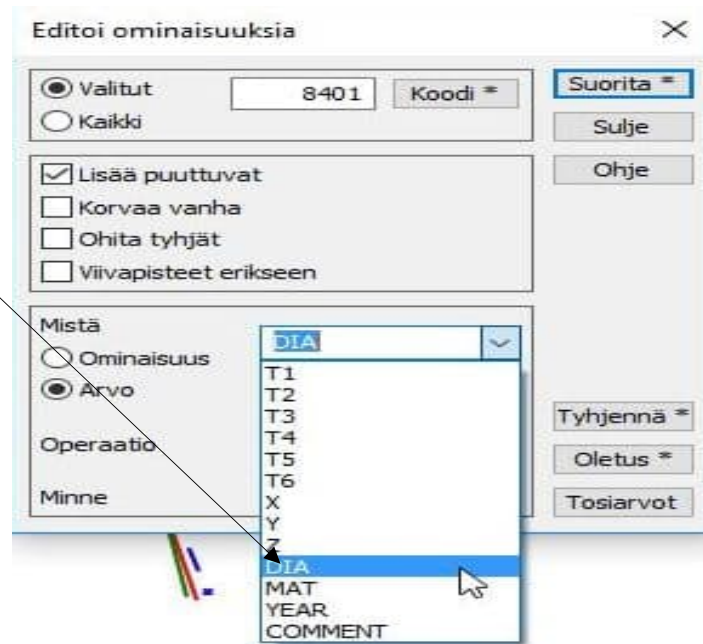 Editoi ominaisuuksia
Valitut 8401 Koodi *
Kaikki
Suorita *
Sulje
Ohje
Lisää puuttuvat
Korvaa vanha
Ohita tyhjät
Viivapisteet erikseen
Mistä
DIA
Ominaisuus
Arvo
Operaatio
Minne
T1
T2
T3
T4
T5
T6
X
Y
Z
DIA
MAT
YEAR
COMMENT
Tyhjennä *
Oletus *
Tosiarvot